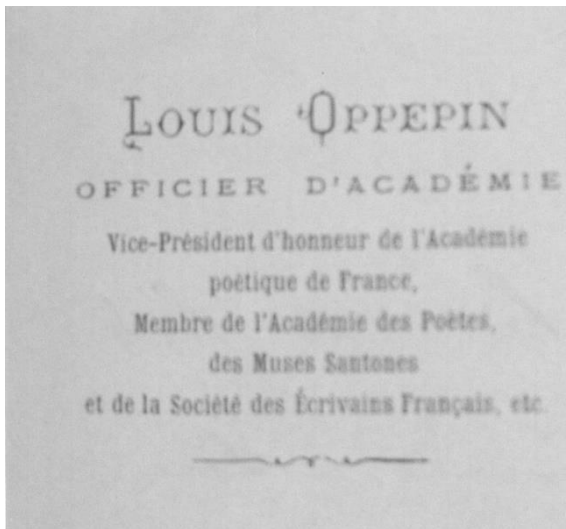 LOUIS OPPEPIN
OFFICIER D'ACADÉMIE
Vice-Président d'honneur de l'Académie
poétique de France,
Membre de l'Académie des Poètes,
des Muses Santones
et de la Société des Écrivains Français, etc.